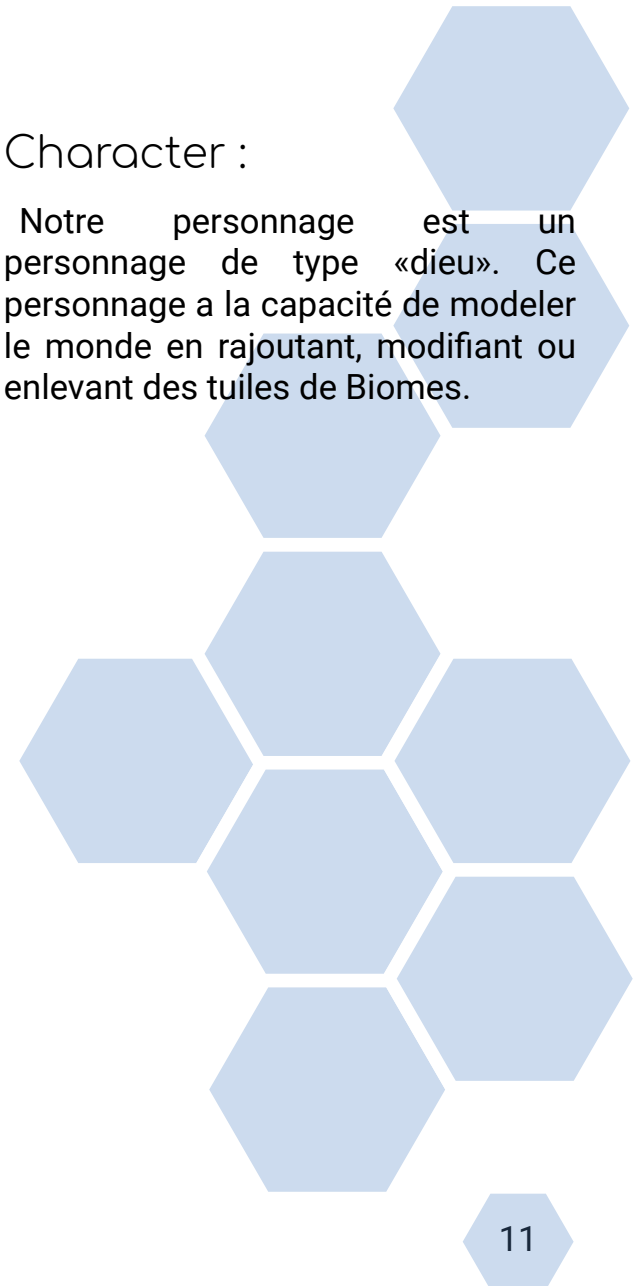 Character :
Notre personnage est un
personnage de type «dieu». Ce
personnage a la capacité de modeler
le monde en rajoutant, modifiant ou
enlevant des tuiles de Biomes.
11